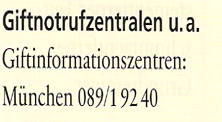 Giftnotrufzentralen u. a.
Giftinformationszentren:
München 089/1 92 40